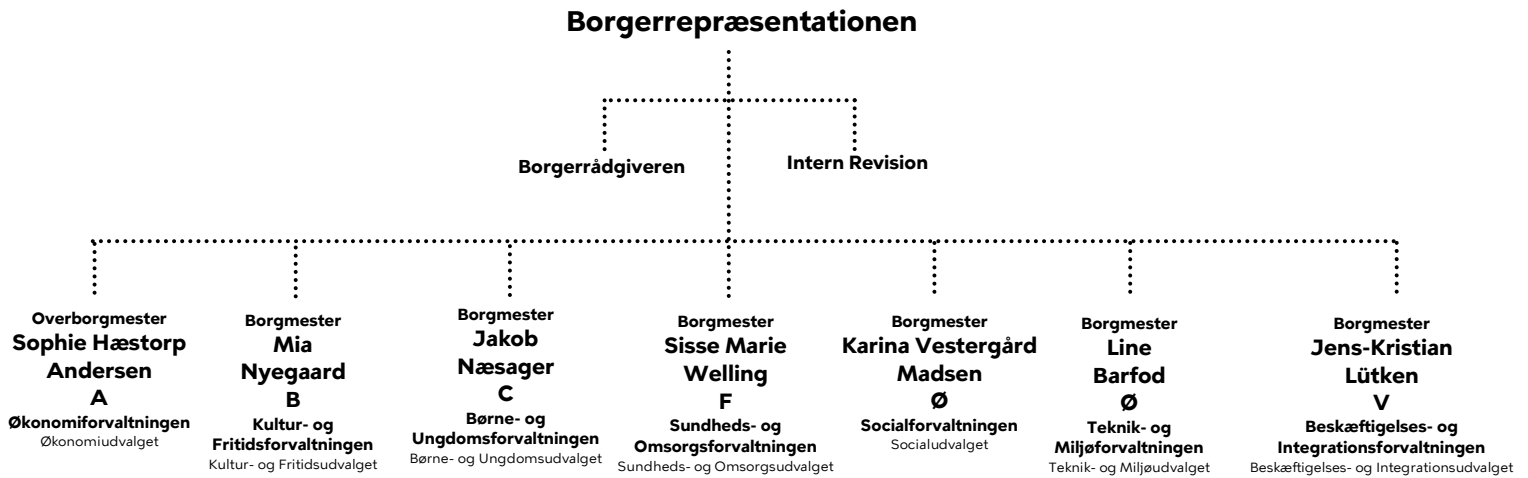 Borgerrepræsentationen
Borgerrådgiveren
Intern Revision
Overborgmester
Sophie Hæstorp
Andersen
A
Økonomiforvaltningen
Økonomiudvalget
Borgmester
Mia
Nyegaard
B
Kultur- og
Fritidsforvaltningen
Kultur- og Fritidsudvalget
Borgmester
Jakob
Næsager
C
Børne- og
Ungdomsforvaltningen
Børne- og Ungdomsudvalget
Borgmester
Sisse Marie
Welling
F
Sundheds- og
Omsorgsforvaltningen
Sundheds- og Omsorgsudvalget
Borgmester
Karina Vestergård
Madsen
Ø
Socialforvaltningen
Socialudvalget
Borgmester
Line
Barfod
Ø
Teknik- og
Miljøforvaltningen
Teknik- og Miljøudvalget
Borgmester
Jens-Kristian
Lütken
V
Beskæftigelses- og
Integrationsforvaltningen
Beskæftigelses- og Integrationsudvalget